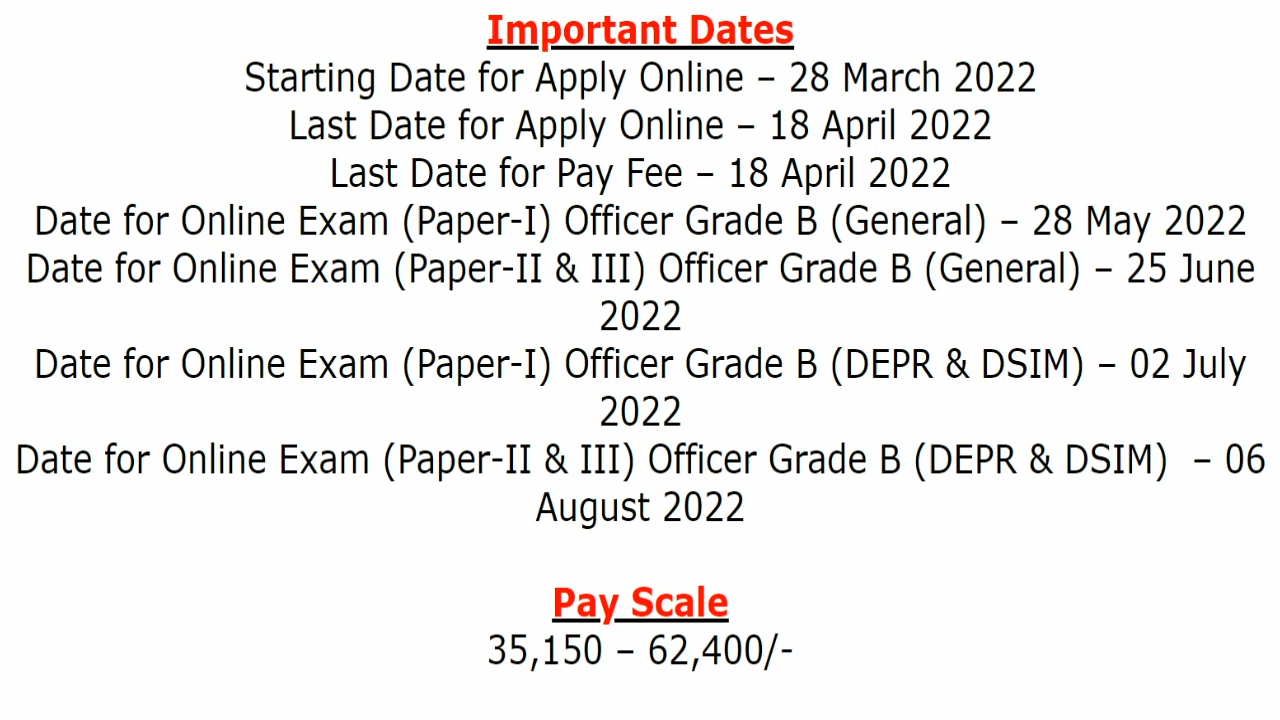 Important Dates
Starting Date for Apply Online – 28 March 2022
Last Date for Apply Online – 18 April 2022
Last Date for Pay Fee – 18 April 2022
Date for Online Exam (Paper-I) Officer Grade B (General) – 28 May 2022
Date for Online Exam (Paper-II & III) Officer Grade B (General) – 25 June
2022
Date for Online Exam (Paper-I) Officer Grade B (DEPR & DSIM) – 02 July
2022
Date for Online Exam (Paper-II & III) Officer Grade B (DEPR & DSIM)  – 06
August 2022
Pay Scale
35,150 – 62,400/-